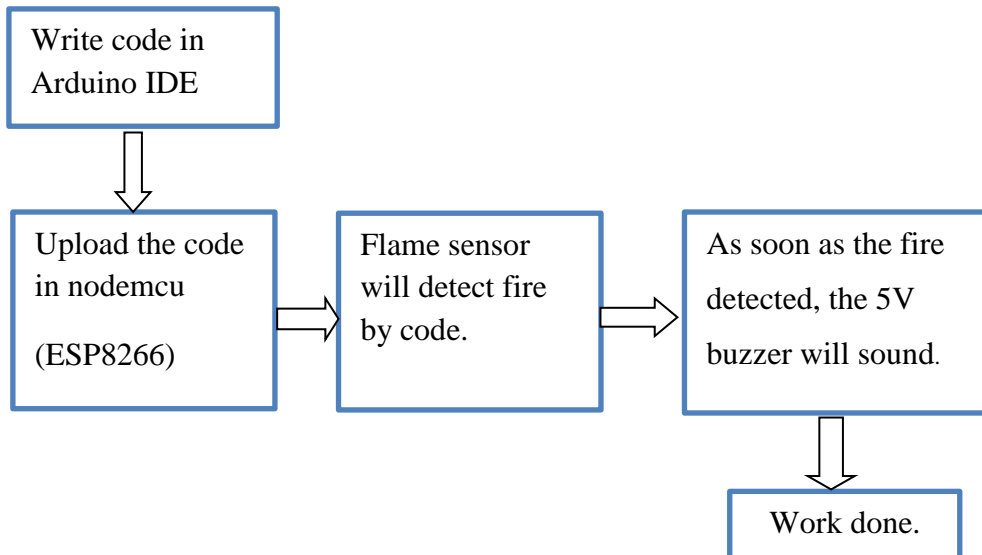 Write code in
Arduino IDE
Upload the code
in nodemcu
(ESP8266)
Flame sensor
will detect fire
by code.
As soon as the fire
detected, the 5V
buzzer will sound.
Work done.